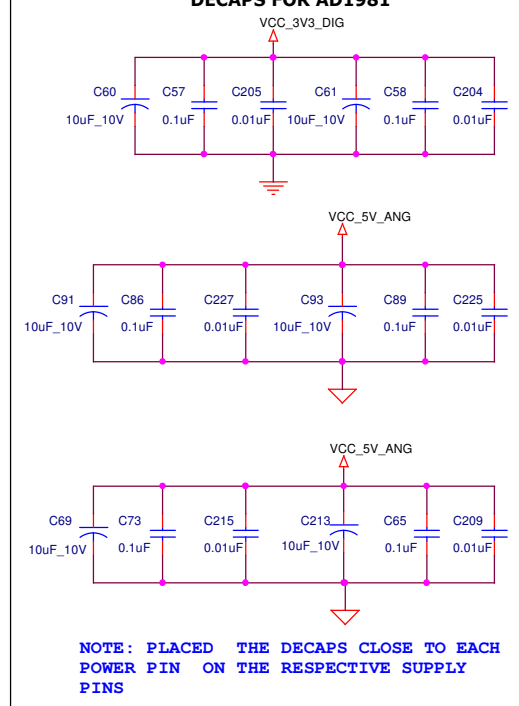 DECAPS FOR AD1981
VCC_3V3_DIG
C60 C57 C205 C61 C58 C204
10uF_10V 0.1uF 0.01uF 10uF_10V 0.1uF 0.01uF
VCC_5V_ANG
C91 C86 C227 C93 C89 C225
10uF_10V 0.1uF 0.01uF 10uF_10V 0.1uF 0.01uF
VCC_5V_ANG
C69 C73 C215 C213 C65 C209
10uF_10V 0.1uF 0.01uF 10uF_10V 0.1uF 0.01uF
NOTE: PLACED THE DECAPS CLOSE TO EACH
POWER PIN ON THE RESPECTIVE SUPPLY
PINS